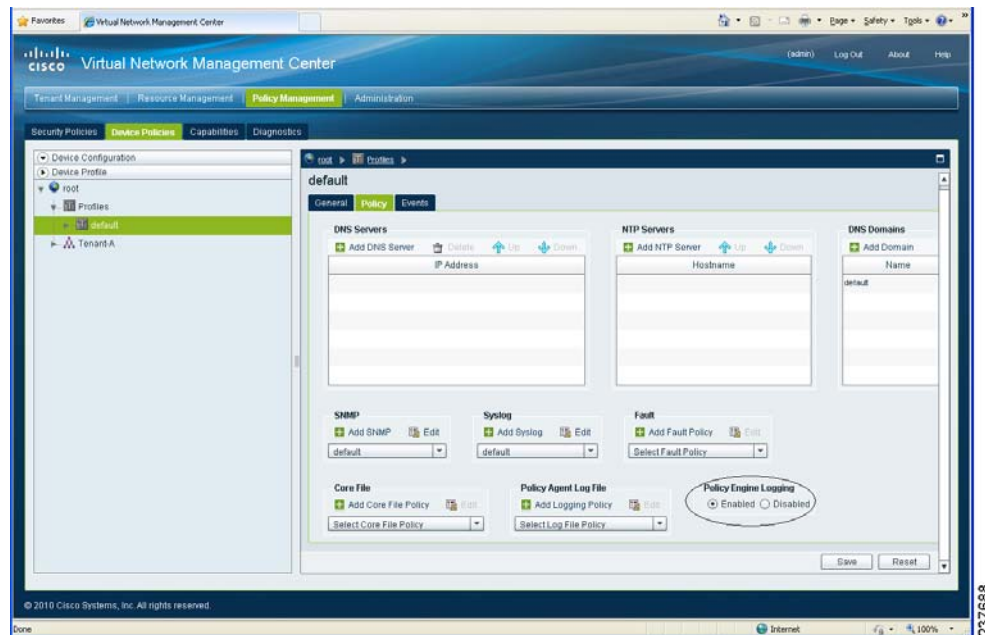 Favorites
Virtual Network Management Center
Page
Safety
Tools
CISCO
Virtual Network Management Center
(admin)
Log Out
About
Help
Tenant Management | Resource Management | Policy Management | Administration
Security Policies
Device Policies
Capabilities
Diagnostics
Device Configuration
Device Profile
root
Profiles
default
Tenant-A
root
Profiles
default
General
Policy
Events
DNS Servers
Add DNS Server
Delete
Up
Down
IP Address
NTP Servers
Add NTP Server
Up
Down
Hostname
DNS Domains
Add Domain
Name
default
SNMP
Add SNMP
Edit
default
Syslog
Add Syslog
Edit
default
Fault
Add Fault Policy
Edit
Select Fault Policy
Core File
Add Core File Policy
Edit
Select Core File Policy
Policy Agent Log File
Add Logging Policy
Edit
Select Log File Policy
Policy Engine Logging
Enabled
Disabled
Save
Reset
© 2010 Cisco Systems, Inc. All rights reserved.
Done
Internet
100%
237688